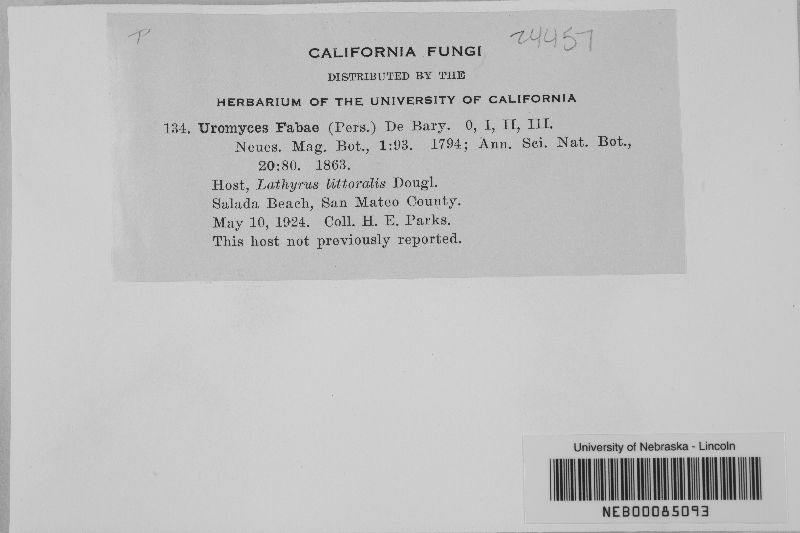 P 24457
CALIFORNIA FUNGI
DISTRIBUTED BY THE
HERBARIUM OF THE UNIVERSITY OF CALIFORNIA
134. Uromyces Fabae (Pers.) De Bary. 0, I, II, III.
Neues. Mag. Bot., 1:93. 1794; Ann. Sci. Nat. Bot.,
20:80. 1863.
Host, Lathyrus littoralis Dougl.
Salada Beach, San Mateo County.
May 10, 1924. Coll. H. E. Parks.
This host not previously reported.
University of Nebraska - Lincoln
NEB00085093